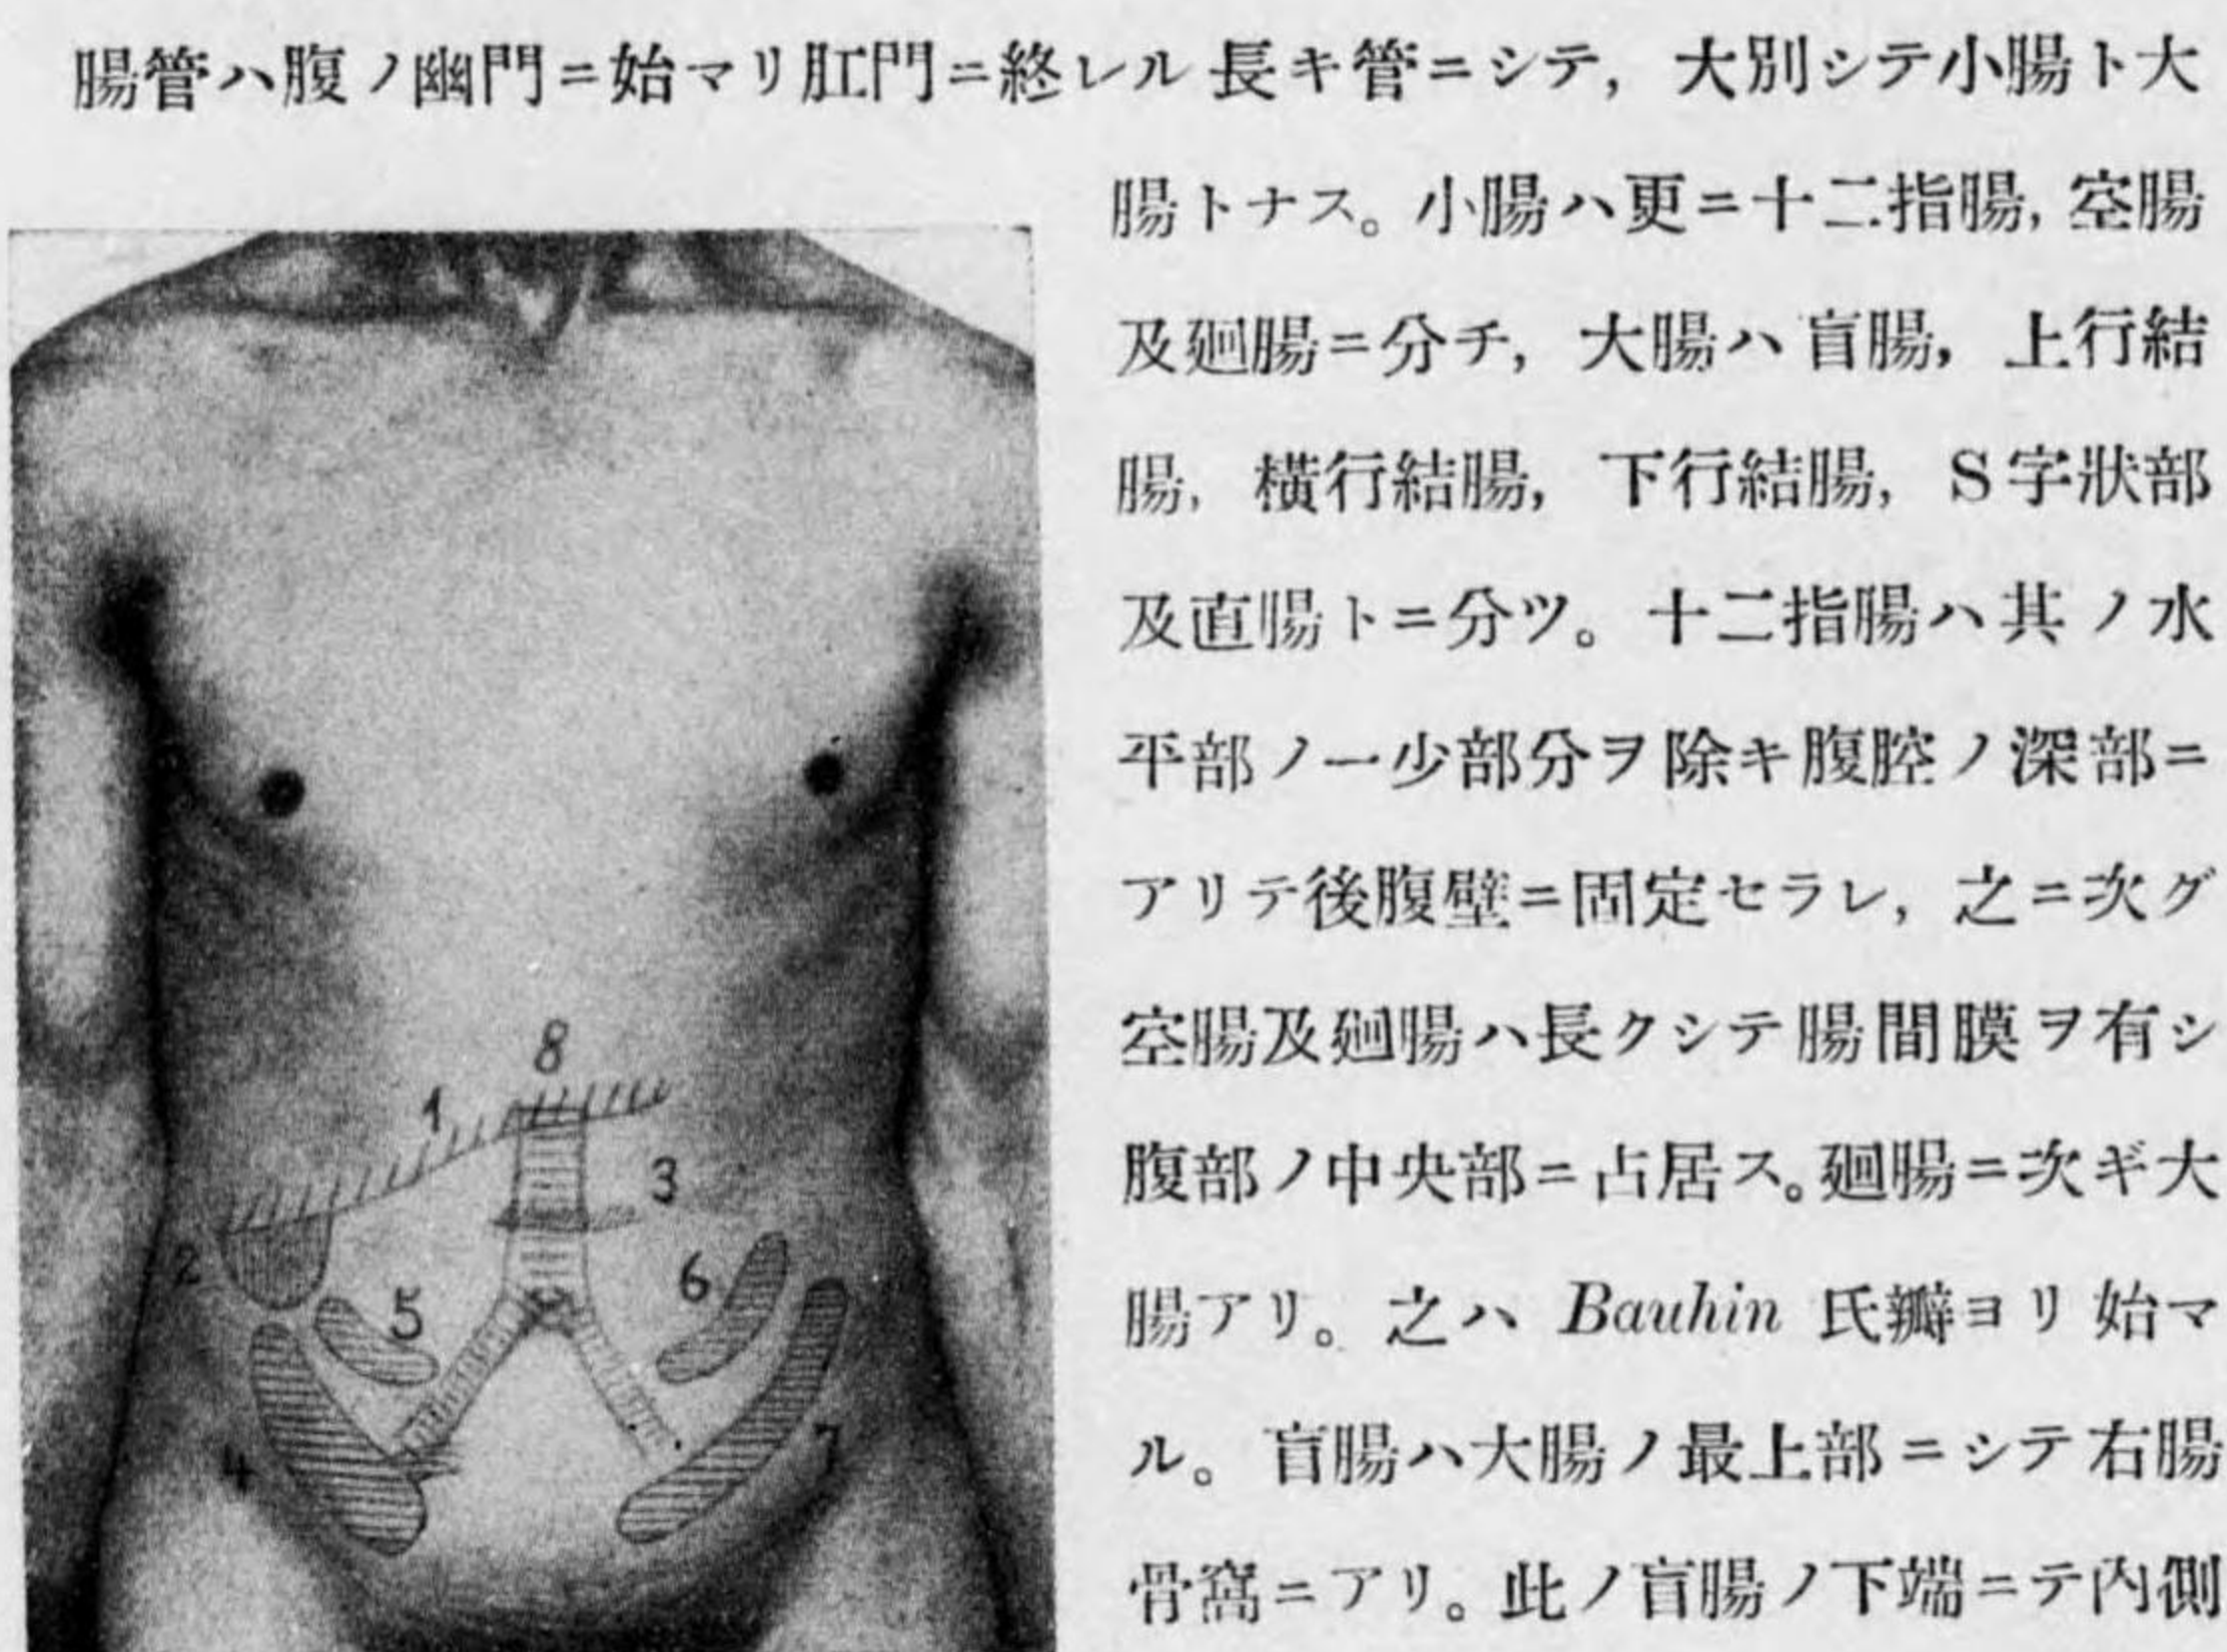 腸管ハ腹ノ幽門ニ始マリ肛門ニ終レル長キ管ニシテ, 大別シテ小腸ト大
腸トナス。小腸ハ更ニ十二指腸, 空腸
及廻腸ニ分チ, 大腸ハ盲腸, 上行結
腸, 橫行結腸, 下行結腸, S字狀部
及直腸トニ分ツ。十二指腸ハ其ノ水
平部ノ一少部分ヲ除キ腹腔ノ深部ニ
アリテ後腹壁ニ固定セラレ, 之ニ次グ
空腸及廻腸ハ長クシテ腸間膜ヲ有シ
腹部ノ中央部ニ占居ス。廻腸ニ次ギ大
腸アリ。之ハ Bauhin 氏瓣ヨリ始マ
ル。盲腸ハ大腸ノ最上部ニシテ右腸
骨窩ニアリ。此ノ盲腸ノ下端ニテ內側
8
1
3
2
6
5
7
4